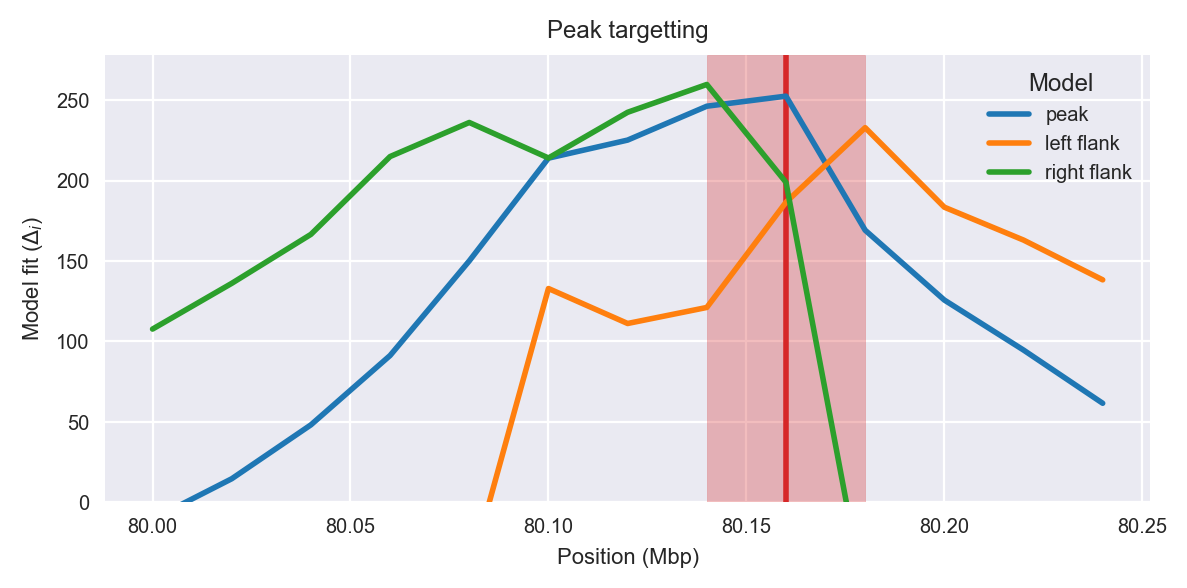 Peak targetting
Model
peak
left flank
right flank
Model fit (Δᵢ)
250
200
150
100
50
0
80.00 80.05 80.10 80.15 80.20 80.25
Position (Mbp)